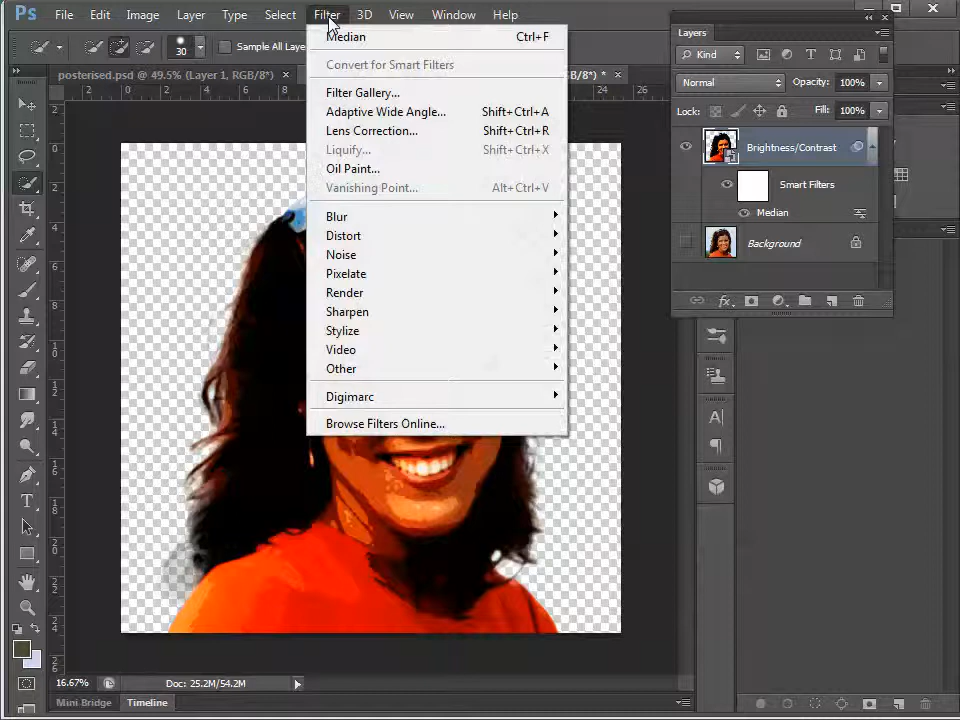 Ps File Edit Image Layer Type Select Filter 3D View Window Help
30 Sample All Laye
posterised.psd @ 49.5% (Layer 1, RGB/8*) × B/8*) * ×
Median Ctrl+F
Convert for Smart Filters
Filter Gallery...
Adaptive Wide Angle... Shift+Ctrl+A
Lens Correction... Shift+Ctrl+R
Liquify... Shift+Ctrl+X
Oil Paint...
Vanishing Point... Alt+Ctrl+V
Blur
Distort
Noise
Pixelate
Render
Sharpen
Stylize
Video
Other
Digimarc
Browse Filters Online...
Layers
Kind
Normal Opacity: 100%
Lock: Fill: 100%
Brightness/Contrast
Smart Filters
Median
Background
fx
16.67% Doc: 25.2M/54.2M
Mini Bridge Timeline